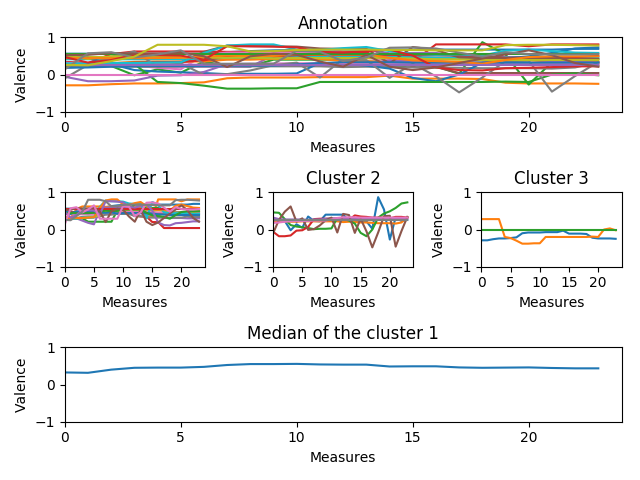 Annotation
1
0
−1
Valence
0 5 10 15 20
Measures
Cluster 1 Cluster 2 Cluster 3
1 1 1
0 0 0
−1 −1 −1
Valence Valence Valence
0 5 10 15 20 0 5 10 15 20 0 5 10 15 20
Measures Measures Measures
Median of the cluster 1
1
0
−1
Valence
0 5 10 15 20
Measures